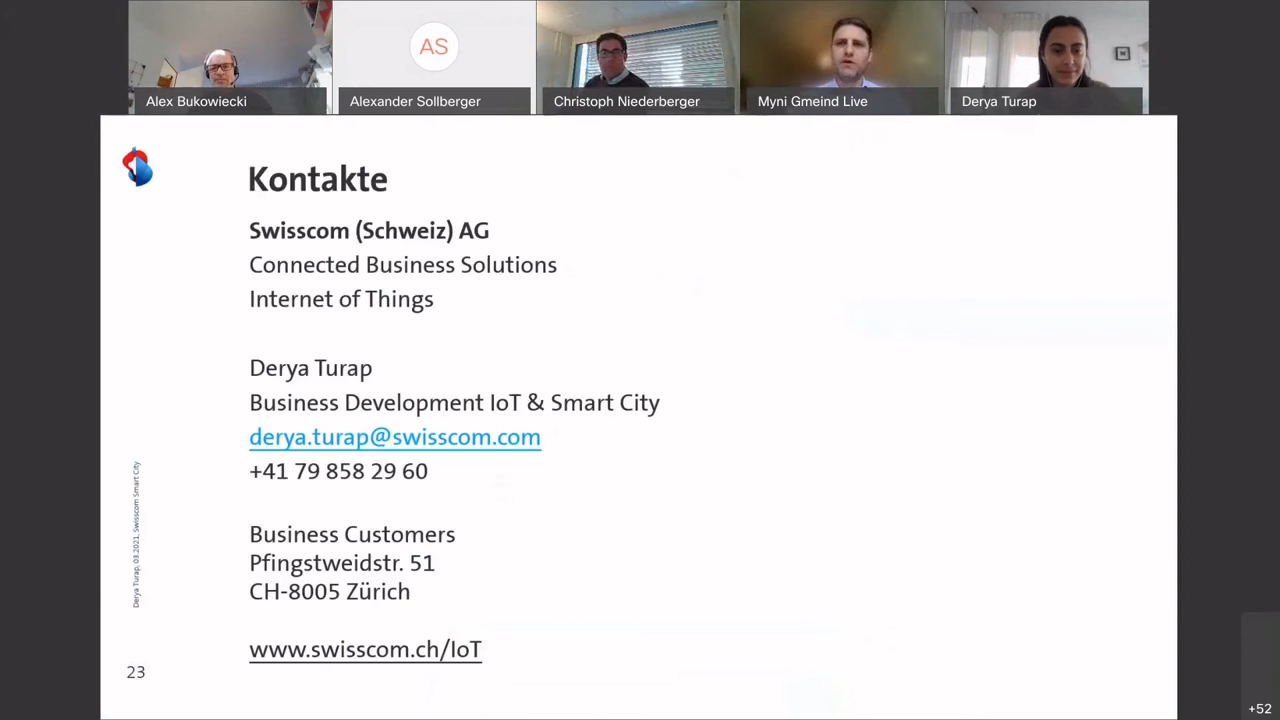 AS
Alex Bukowiecki
Alexander Sollberger
Christoph Niederberger
Myni Gmeind Live
Derya Turap
Kontakte
Swisscom (Schweiz) AG
Connected Business Solutions
Internet of Things
Derya Turap
Business Development IoT & Smart City
derya.turap@swisscom.com
+41 79 858 29 60
Business Customers
Pfingstweidstr. 51
CH-8005 Zürich
www.swisscom.ch/IoT
Derya Turap, 03.2021, Swisscom Smart City
23
+52